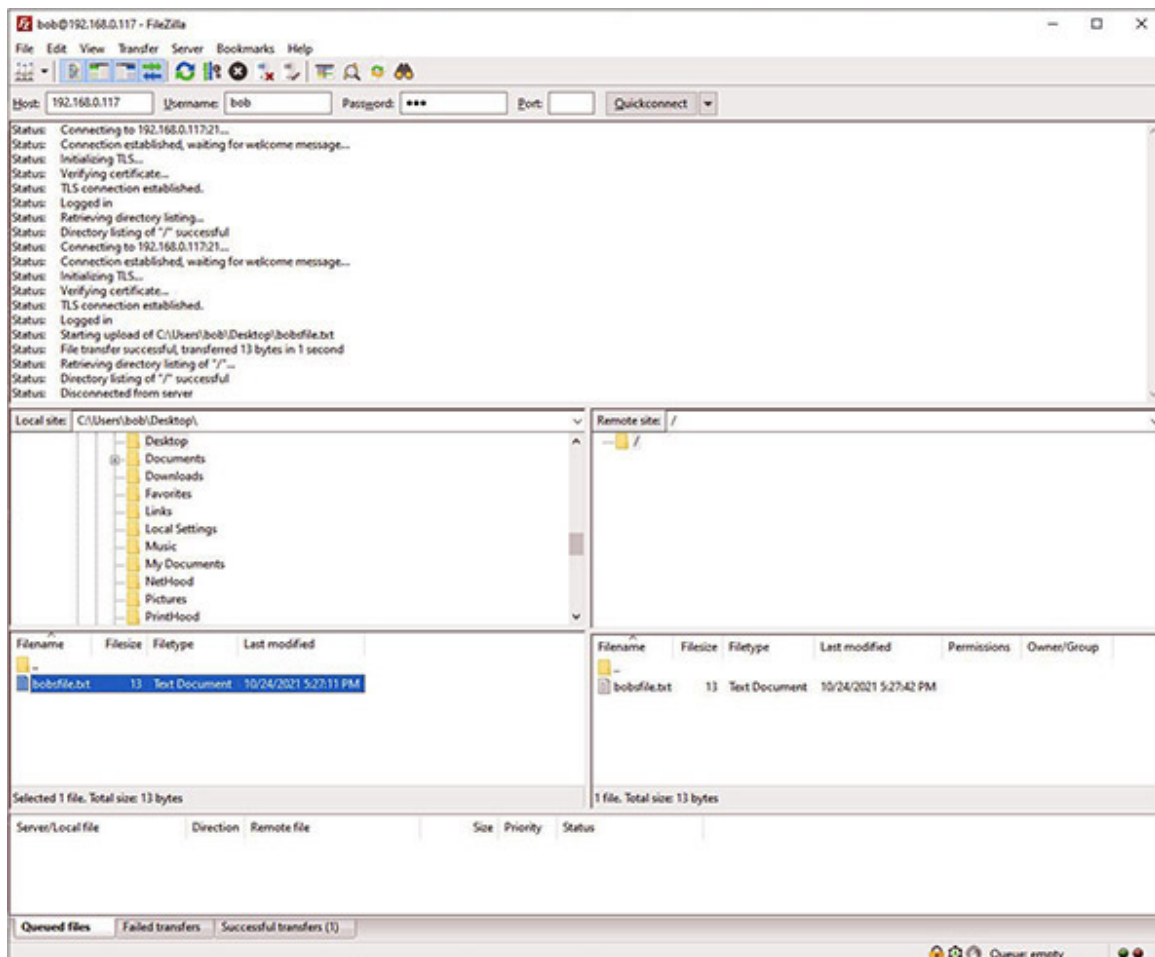 bob@192.168.0.117 - FileZilla
File Edit View Transfer Server Bookmarks Help
Host: 192.168.0.117 Username: bob Password: ●●● Port: Quickconnect
Status: Connecting to 192.168.0.117:21...
Status: Connection established, waiting for welcome message...
Status: Initializing TLS...
Status: Verifying certificate...
Status: TLS connection established.
Status: Logged in
Status: Retrieving directory listing...
Status: Directory listing of "/" successful
Status: Connecting to 192.168.0.117:21...
Status: Connection established, waiting for welcome message...
Status: Initializing TLS...
Status: Verifying certificate...
Status: TLS connection established.
Status: Logged in
Status: Starting upload of C:\Users\bob\Desktop\bobsfile.txt
Status: File transfer successful, transferred 13 bytes in 1 second
Status: Retrieving directory listing of "/"...
Status: Directory listing of "/" successful
Status: Disconnected from server
Local site: C:\Users\bob\Desktop\
Desktop
Documents
Downloads
Favorites
Links
Local Settings
Music
My Documents
NetHood
Pictures
PrintHood
Remote site: /
/
Filename Filesize Filetype Last modified
..
bobsfile.txt 13 Text Document 10/24/2021 5:27:11 PM
Selected 1 file. Total size: 13 bytes
Filename Filesize Filetype Last modified Permissions Owner/Group
..
bobsfile.txt 13 Text Document 10/24/2021 5:27:42 PM
1 file. Total size: 13 bytes
Server/Local file Direction Remote file Size Priority Status
Queued files Failed transfers Successful transfers (1)
Queue: empty